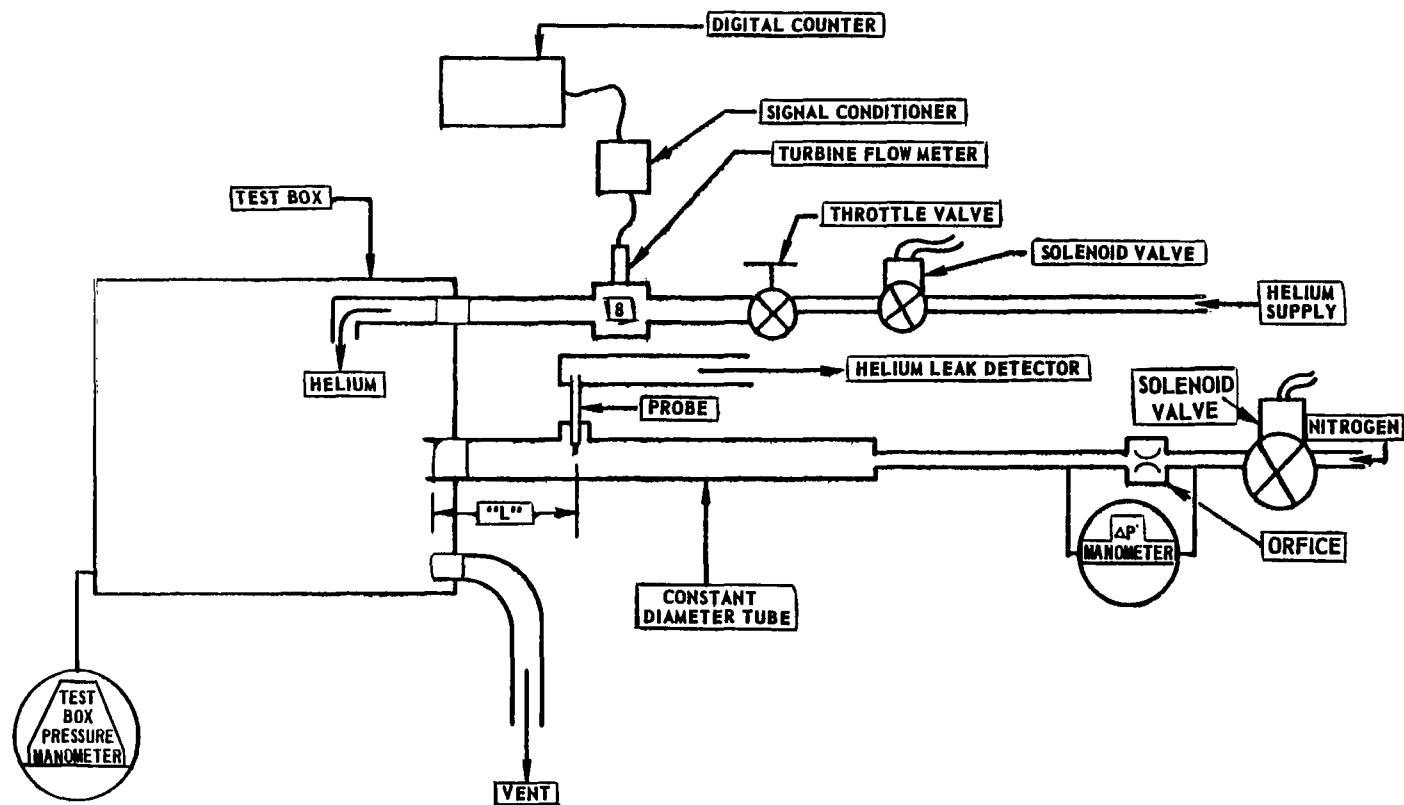 DIGITAL COUNTER
SIGNAL CONDITIONER
TURBINE FLOW METER
TEST BOX
THROTTLE VALVE
SOLENOID VALVE
HELIUM
SUPPLY
8
HELIUM
HELIUM LEAK DETECTOR
PROBE
SOLENOID
VALVE
NITROGEN
"L"
ΔP
MANOMETER
ORFICE
CONSTANT
DIAMETER TUBE
TEST
BOX
PRESSURE
MANOMETER
VENT